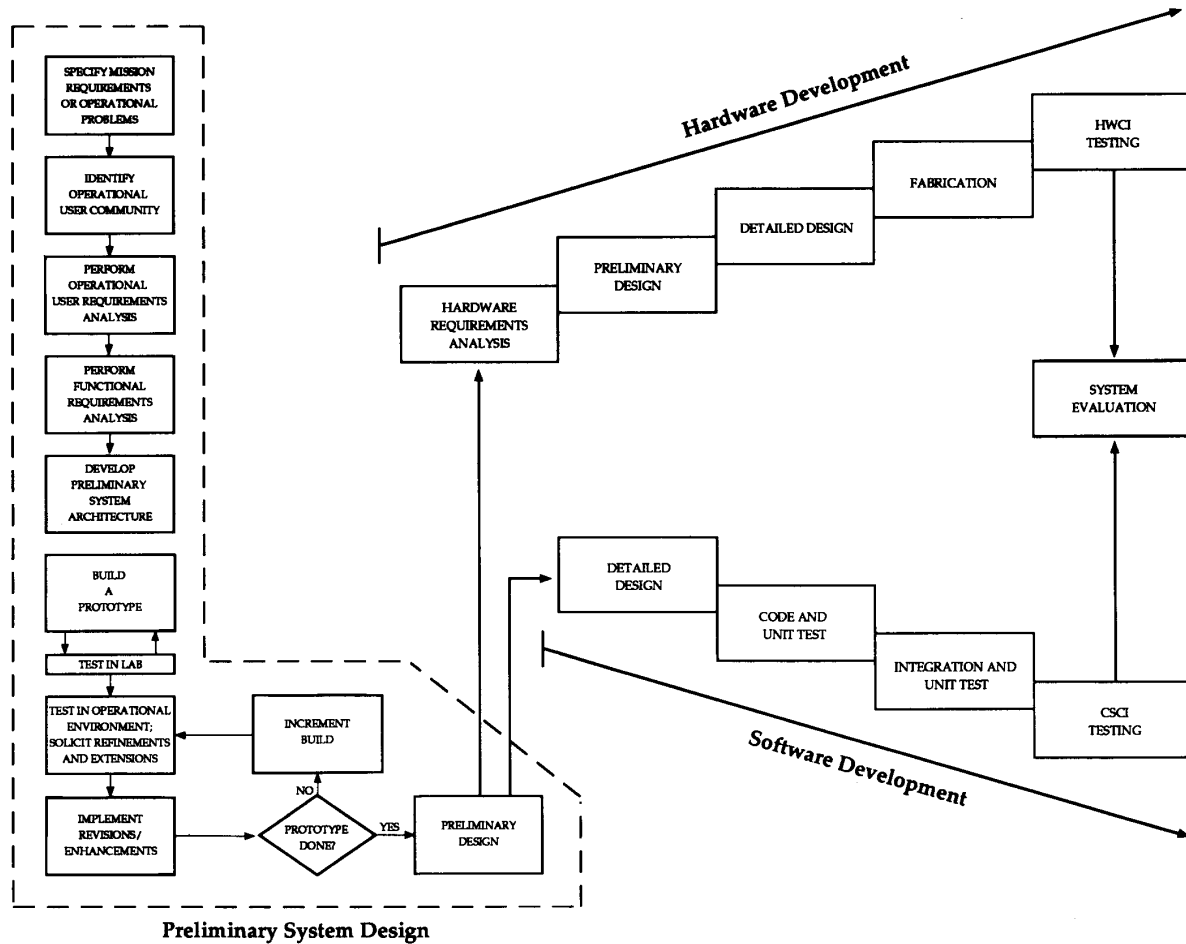 SPECIFY MISSION
REQUIREMENTS
OR OPERATIONAL
PROBLEMS
IDENTIFY
OPERATIONAL
USER COMMUNITY
PERFORM
OPERATIONAL
USER REQUIREMENTS
ANALYSIS
PERFORM
FUNCTIONAL
REQUIREMENTS
ANALYSIS
DEVELOP
PRELIMINARY
SYSTEM
ARCHITECTURE
BUILD
A
PROTOTYPE
TEST IN LAB
TEST IN OPERATIONAL
ENVIRONMENT;
SOLICIT REFINEMENTS
AND EXTENSIONS
IMPLEMENT
REVISIONS/
ENHANCEMENTS
INCREMENT
BUILD
NO
PROTOTYPE
DONE?
YES
PRELIMINARY
DESIGN
Preliminary System Design
Hardware Development
HARDWARE
REQUIREMENTS
ANALYSIS
PRELIMINARY
DESIGN
DETAILED DESIGN
FABRICATION
HWCI
TESTING
SYSTEM
EVALUATION
DETAILED
DESIGN
CODE AND
UNIT TEST
INTEGRATION AND
UNIT TEST
CSCI
TESTING
Software Development